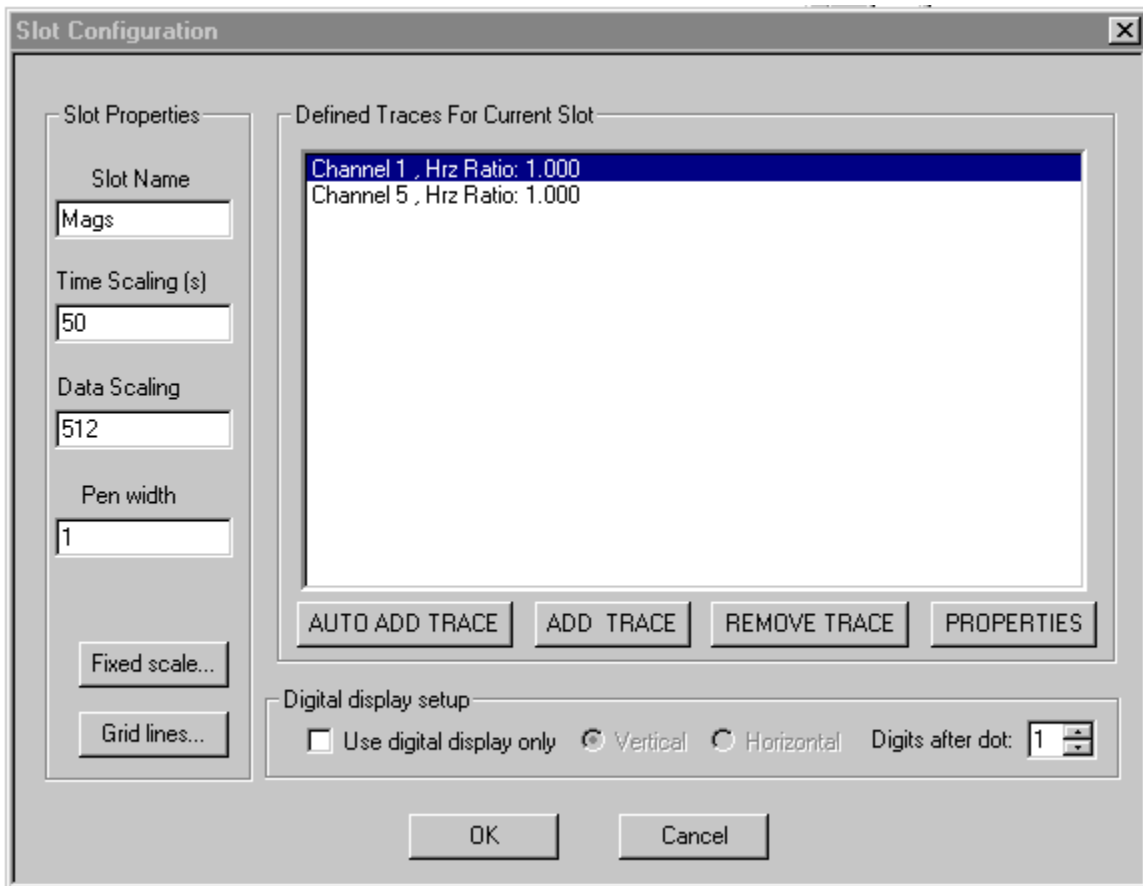 Slot Configuration
Slot Properties
Slot Name
Mags
Time Scaling (s)
50
Data Scaling
512
Pen width
1
Fixed scale...
Grid lines...
Defined Traces For Current Slot
Channel 1 , Hrz Ratio: 1.000
Channel 5 , Hrz Ratio: 1.000
AUTO ADD TRACE ADD TRACE REMOVE TRACE PROPERTIES
Digital display setup
Use digital display only Vertical Horizontal Digits after dot: 1
OK Cancel